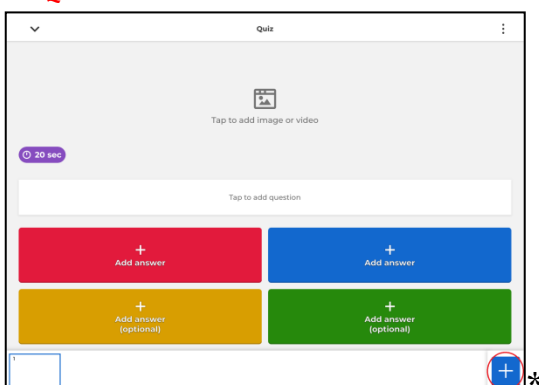 Quiz
Tap to add image or video
20 sec
Tap to add question
+
Add answer
+
Add answer
+
Add answer
(optional)
+
Add answer
(optional)
1
+
*